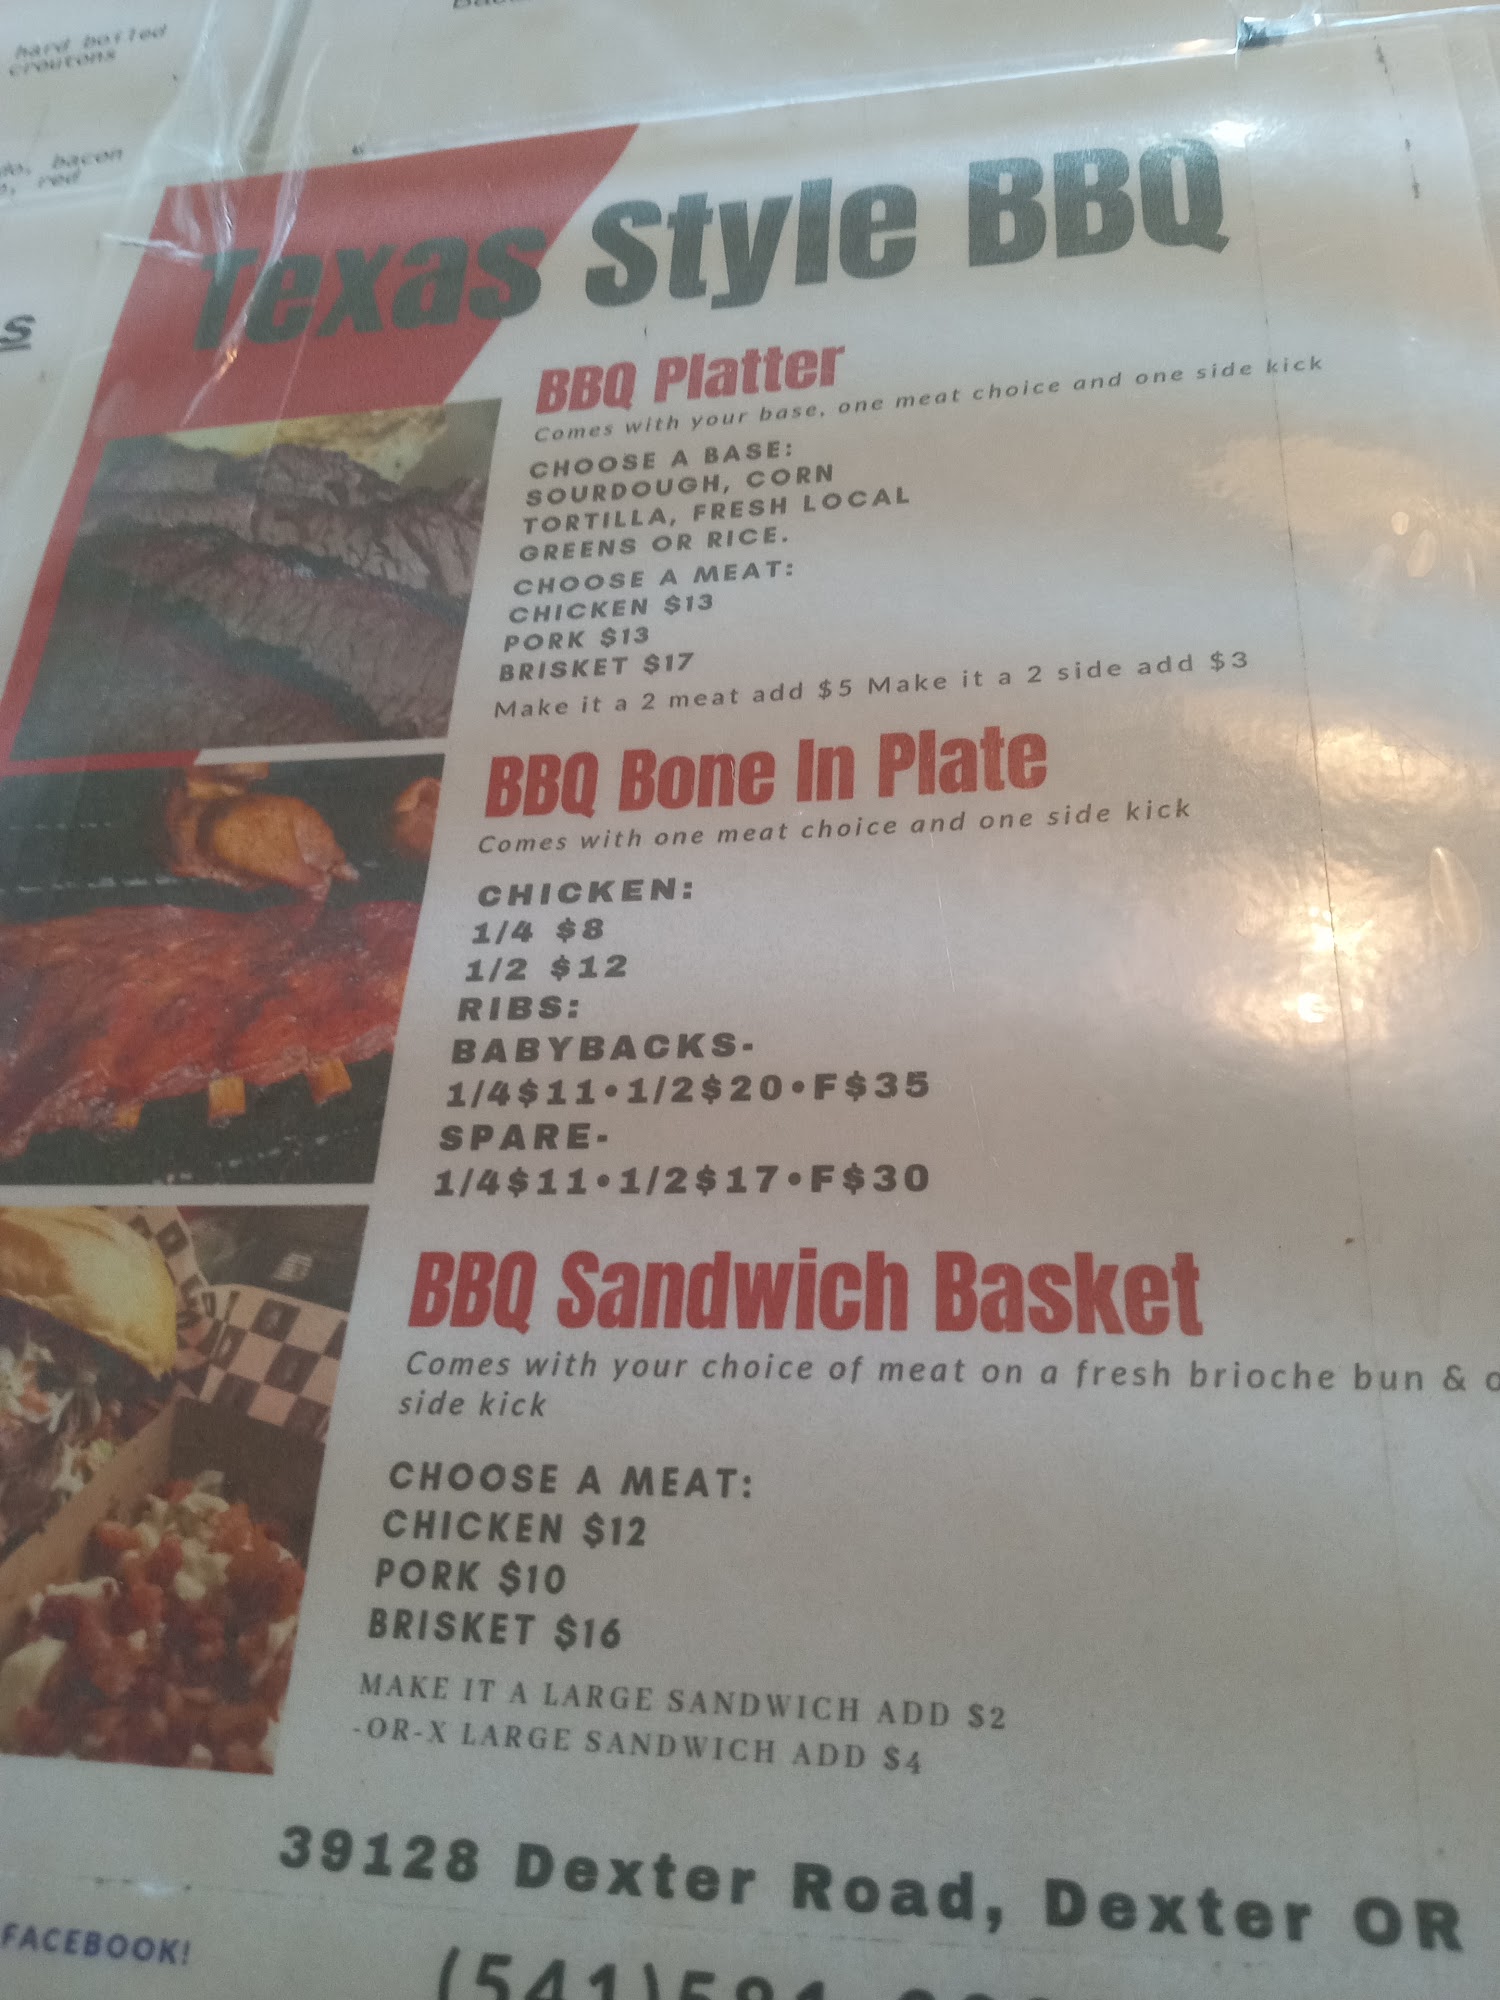 hard boiled
croutons
bacon
red
s
Texas Style BBQ
BBQ Platter
Comes with your base, one meat choice and one side kick
CHOOSE A BASE:
SOURDOUGH, CORN
TORTILLA, FRESH LOCAL
GREENS OR RICE.
CHOOSE A MEAT:
CHICKEN $13
PORK $13
BRISKET $17
Make it a 2 meat add $5 Make it a 2 side add $3
BBQ Bone In Plate
Comes with one meat choice and one side kick
CHICKEN:
1/4 $8
1/2 $12
RIBS:
BABYBACKS-
1/4$11•1/2$20•F$35
SPARE-
1/4$11•1/2$17•F$30
BBQ Sandwich Basket
Comes with your choice of meat on a fresh brioche bun &
side kick
CHOOSE A MEAT:
CHICKEN $12
PORK $10
BRISKET $16
MAKE IT A LARGE SANDWICH ADD $2
-OR-X LARGE SANDWICH ADD $4
39128 Dexter Road, Dexter OR
FACEBOOK!
(541)